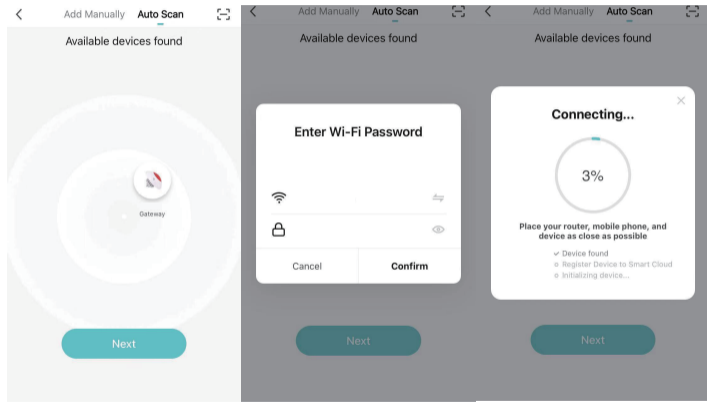 Add Manually Auto Scan
Available devices found
Gateway
Next
Add Manually Auto Scan
Available devices found
Enter Wi-Fi Password
Cancel Confirm
Next
Add Manually Auto Scan
Available devices found
Connecting...
3%
Place your router, mobile phone, and
device as close as possible
Device found
Register Device to Smart Cloud
Initializing device...
Next